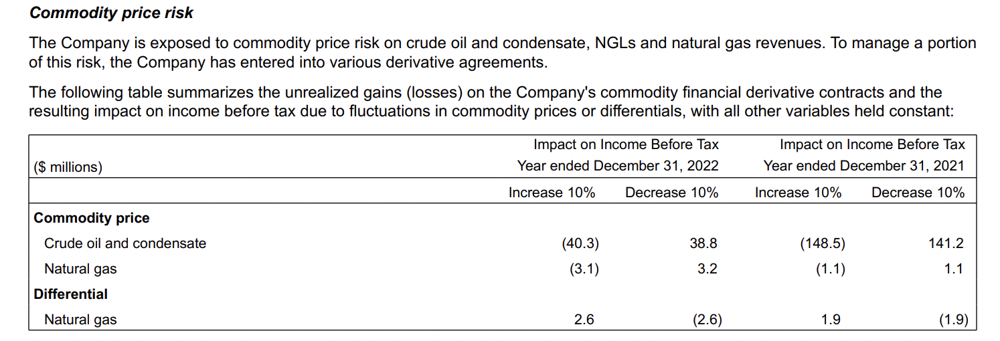 Commodity price risk
The Company is exposed to commodity price risk on crude oil and condensate, NGLs and natural gas revenues. To manage a portion
of this risk, the Company has entered into various derivative agreements.
The following table summarizes the unrealized gains (losses) on the Company's commodity financial derivative contracts and the
resulting impact on income before tax due to fluctuations in commodity prices or differentials, with all other variables held constant:
Impact on Income Before Tax Impact on Income Before Tax
($ millions) Year ended December 31, 2022 Year ended December 31, 2021
Increase 10% Decrease 10% Increase 10% Decrease 10%
Commodity price
Crude oil and condensate (40.3) 38.8 (148.5) 141.2
Natural gas (3.1) 3.2 (1.1) 1.1
Differential
Natural gas 2.6 (2.6) 1.9 (1.9)